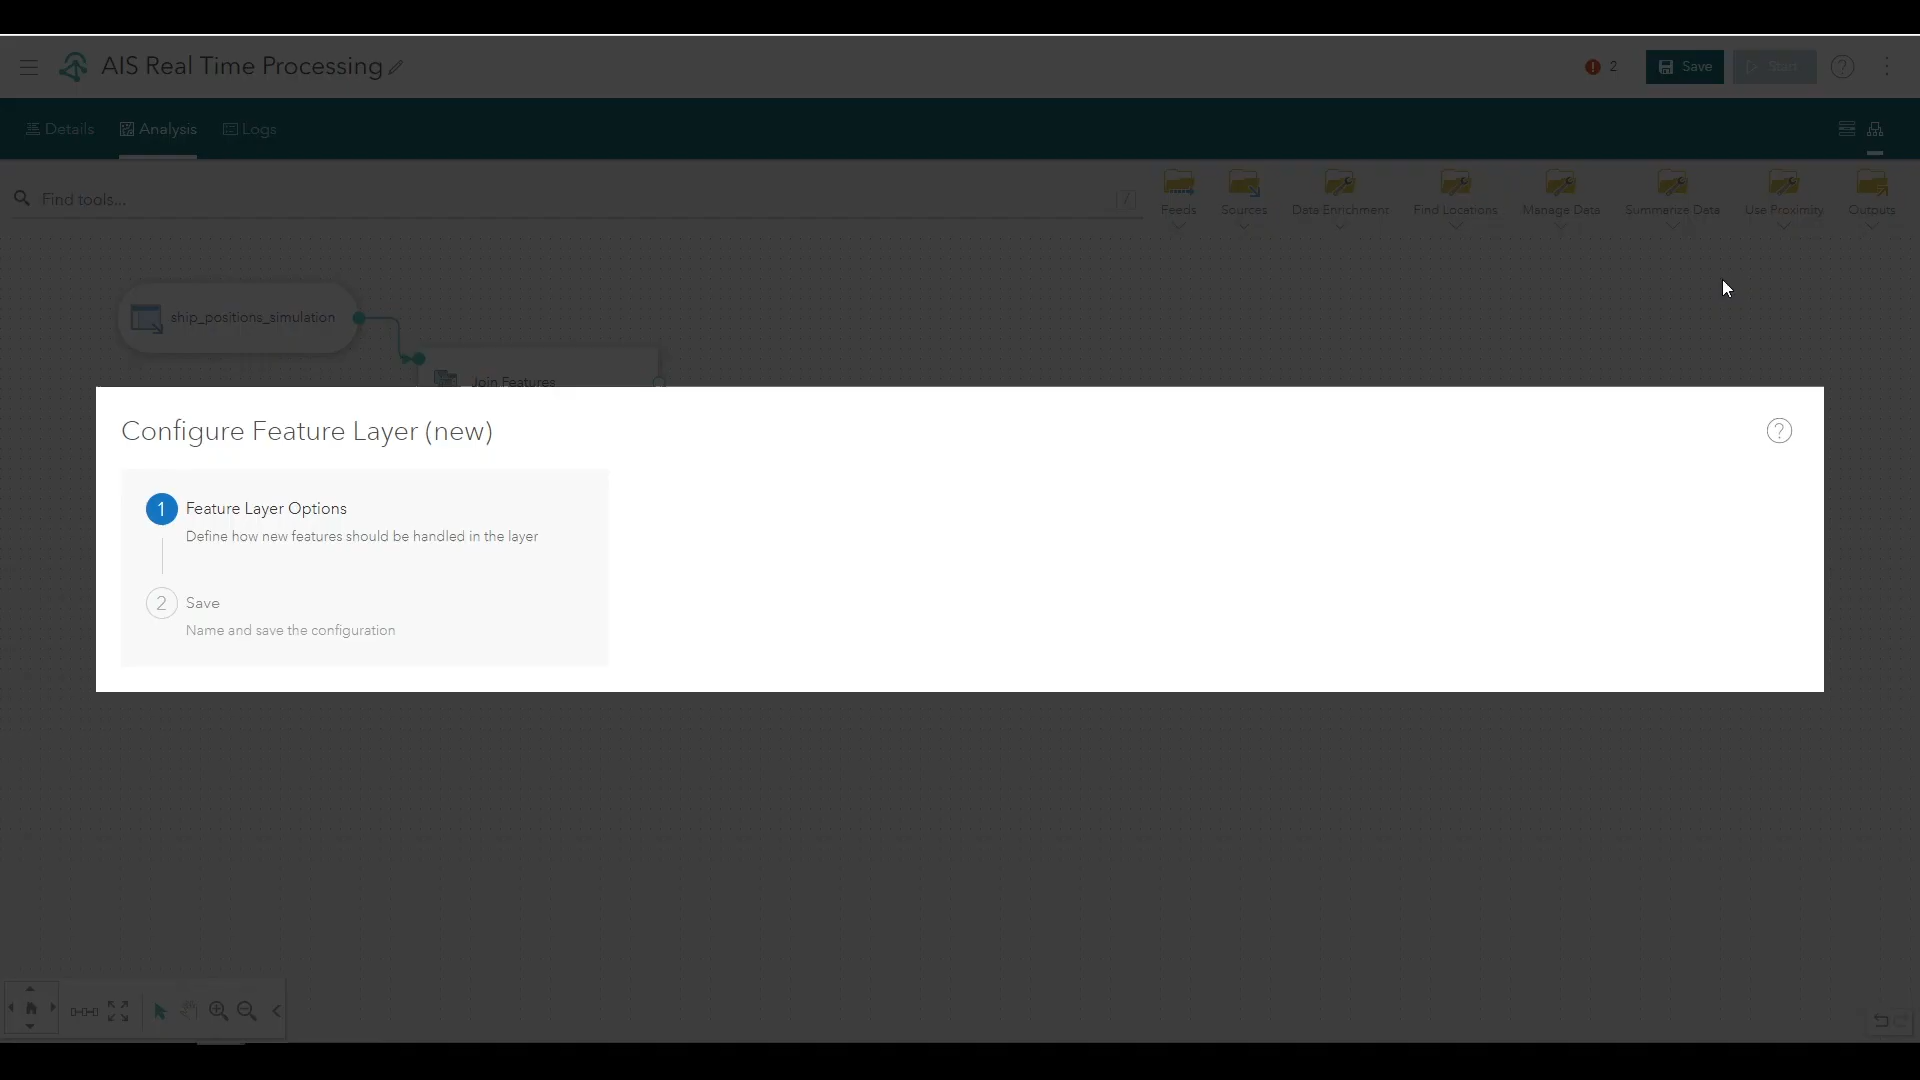 AIS Real Time Processing
2
Save
Start
Details
Analysis
Logs
Find tools...
/
Feeds
Sources
Data Enrichment
Find Locations
Manage Data
Summarize Data
Use Proximity
Outputs
ship_positions_simulation
Join Features
Configure Feature Layer (new)
?
1 Feature Layer Options
Define how new features should be handled in the layer
2 Save
Name and save the configuration